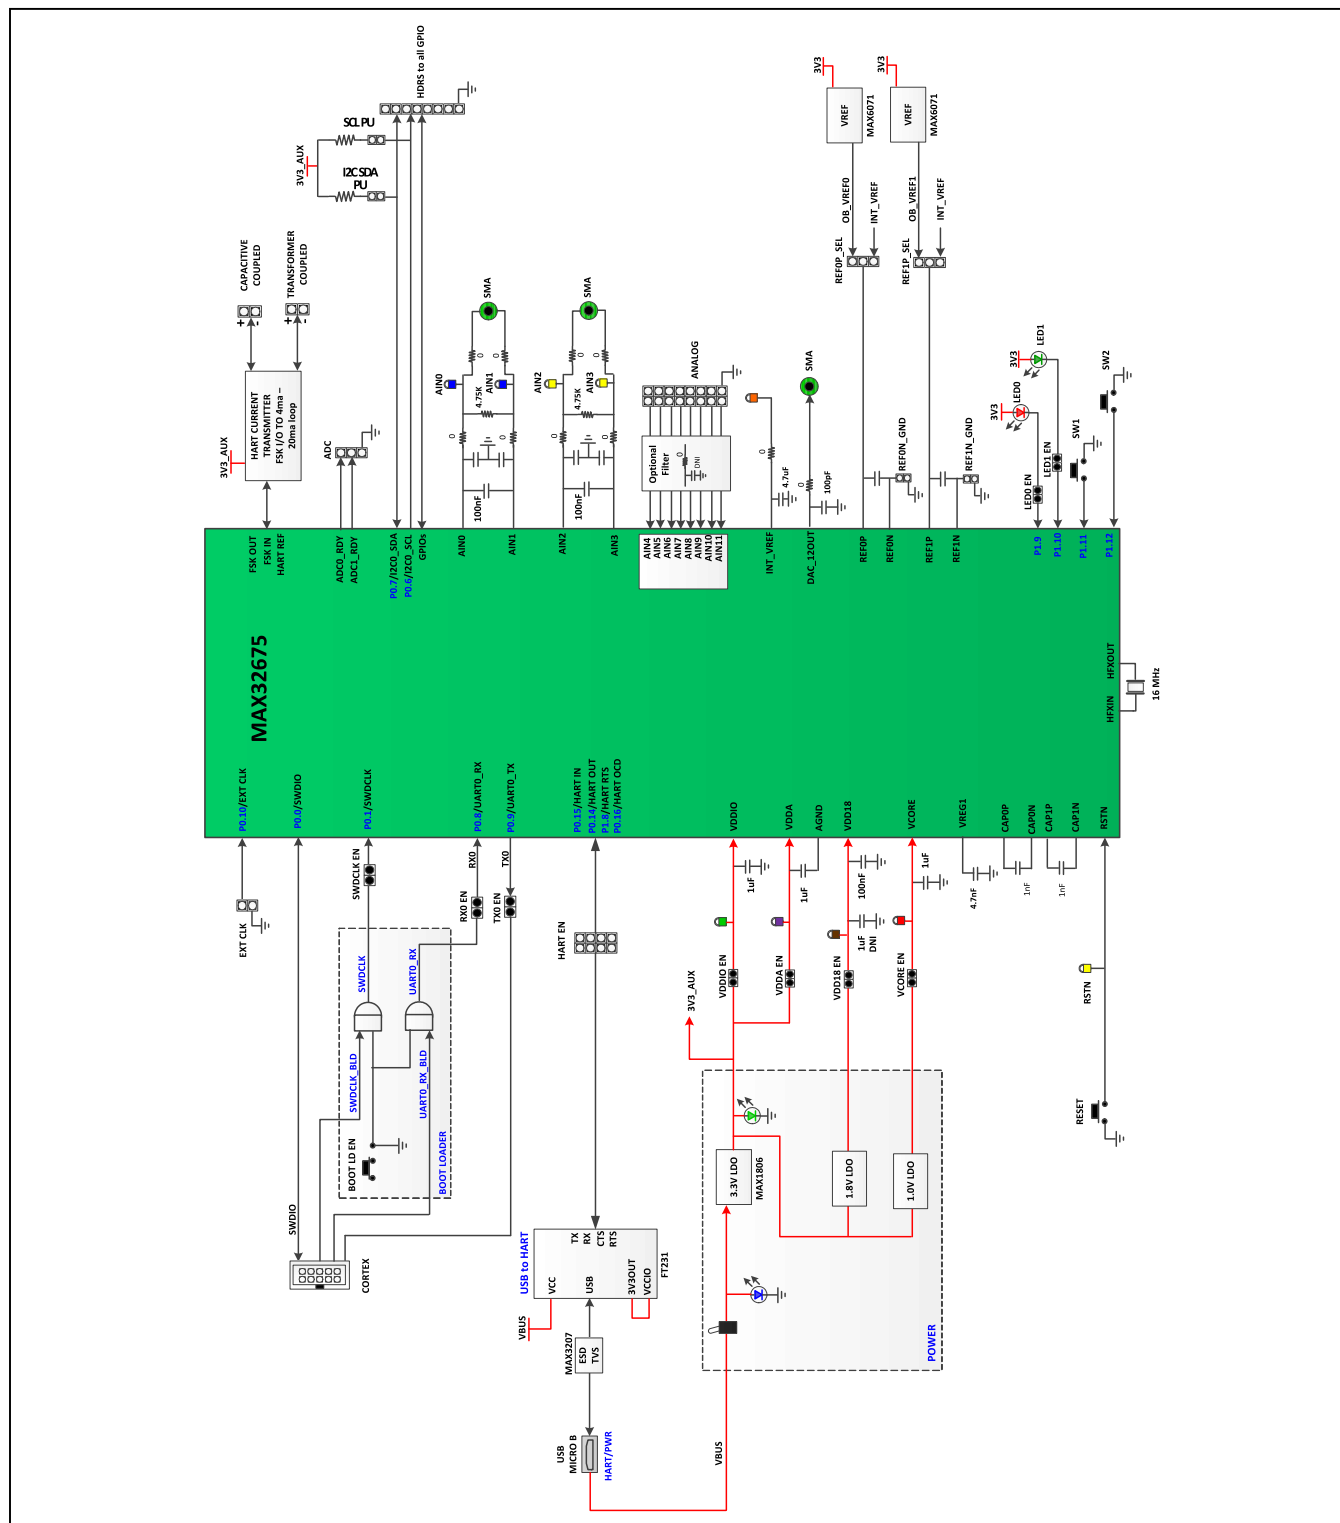 MAX32675
P0.10/EXT CLK
P0.0/SWDIO
P0.1/SWDCLK
P0.8/UART0_RX
P0.9/UART0_TX
P0.15/HART IN
P0.14/HART OUT
P1.8/HART RTS
P0.16/HART OCD
VDDIO
VDDA
AGND
VDD18
VCORE
VREG1
CAP0P
CAP0N
CAP1P
CAP1N
RSTN
HFXIN
HFXOUT
16 MHz
FSK OUT
FSK IN
HART REF
ADC0_RDY
ADC1_RDY
P0.7/I2C0_SDA
P0.6/I2C0_SCL
GPIOs
AIN0
AIN1
AIN2
AIN3
AIN4
AIN5
AIN6
AIN7
AIN8
AIN9
AIN10
AIN11
INT_VREF
DAC_12OUT
REF0P
REF0N
REF1P
REF1N
P1.9
P1.10
P1.11
P1.12
EXT CLK
SWDCLK EN
SWDCLK
UART0_RX
SWDCLK_BLD
UART0_RX_BLD
BOOT LD EN
BOOT LOADER
RX0 EN
RX0
TX0 EN
TX0
SWDIO
CORTEX
HART EN
USB to HART
VCC
USB
3V3OUT
VCCIO
TX
RX
CTS
RTS
FT231
VBUS
MAX3207
ESD
TVS
USB
MICRO B
HART/PWR
VBUS
POWER
3.3V LDO
MAX1806
1.8V LDO
1.0V LDO
3V3_AUX
VDDIO EN
VDDA EN
VDD18 EN
VCORE EN
1uF
1uF
100nF
1uF
DNI
1uF
4.7nF
1nF
1nF
RSTN
RESET
3V3_AUX
HART CURRENT
TRANSMITTER
FSK I/O TO 4ma –
20ma loop
CAPACITIVE
COUPLED
+
-
TRANSFORMER
COUPLED
+
-
ADC
3V3_AUX
SCL PU
I2C SDA
PU
HDRS to all GPIO
AIN0
AIN1
4.75K
0
0
0
0
100nF
SMA
AIN2
AIN3
4.75K
0
0
0
0
100nF
SMA
ANALOG
Optional
Filter
0
DNI
0
4.7uF
0
100pF
SMA
3V3
VREF
MAX6071
OB_VREF0
INT_VREF
REF0P_SEL
3V3
VREF
MAX6071
OB_VREF1
INT_VREF
REF1P_SEL
REF0N_GND
REF1N_GND
3V3
LED0
LED0 EN
3V3
LED1
LED1 EN
SW1
SW2